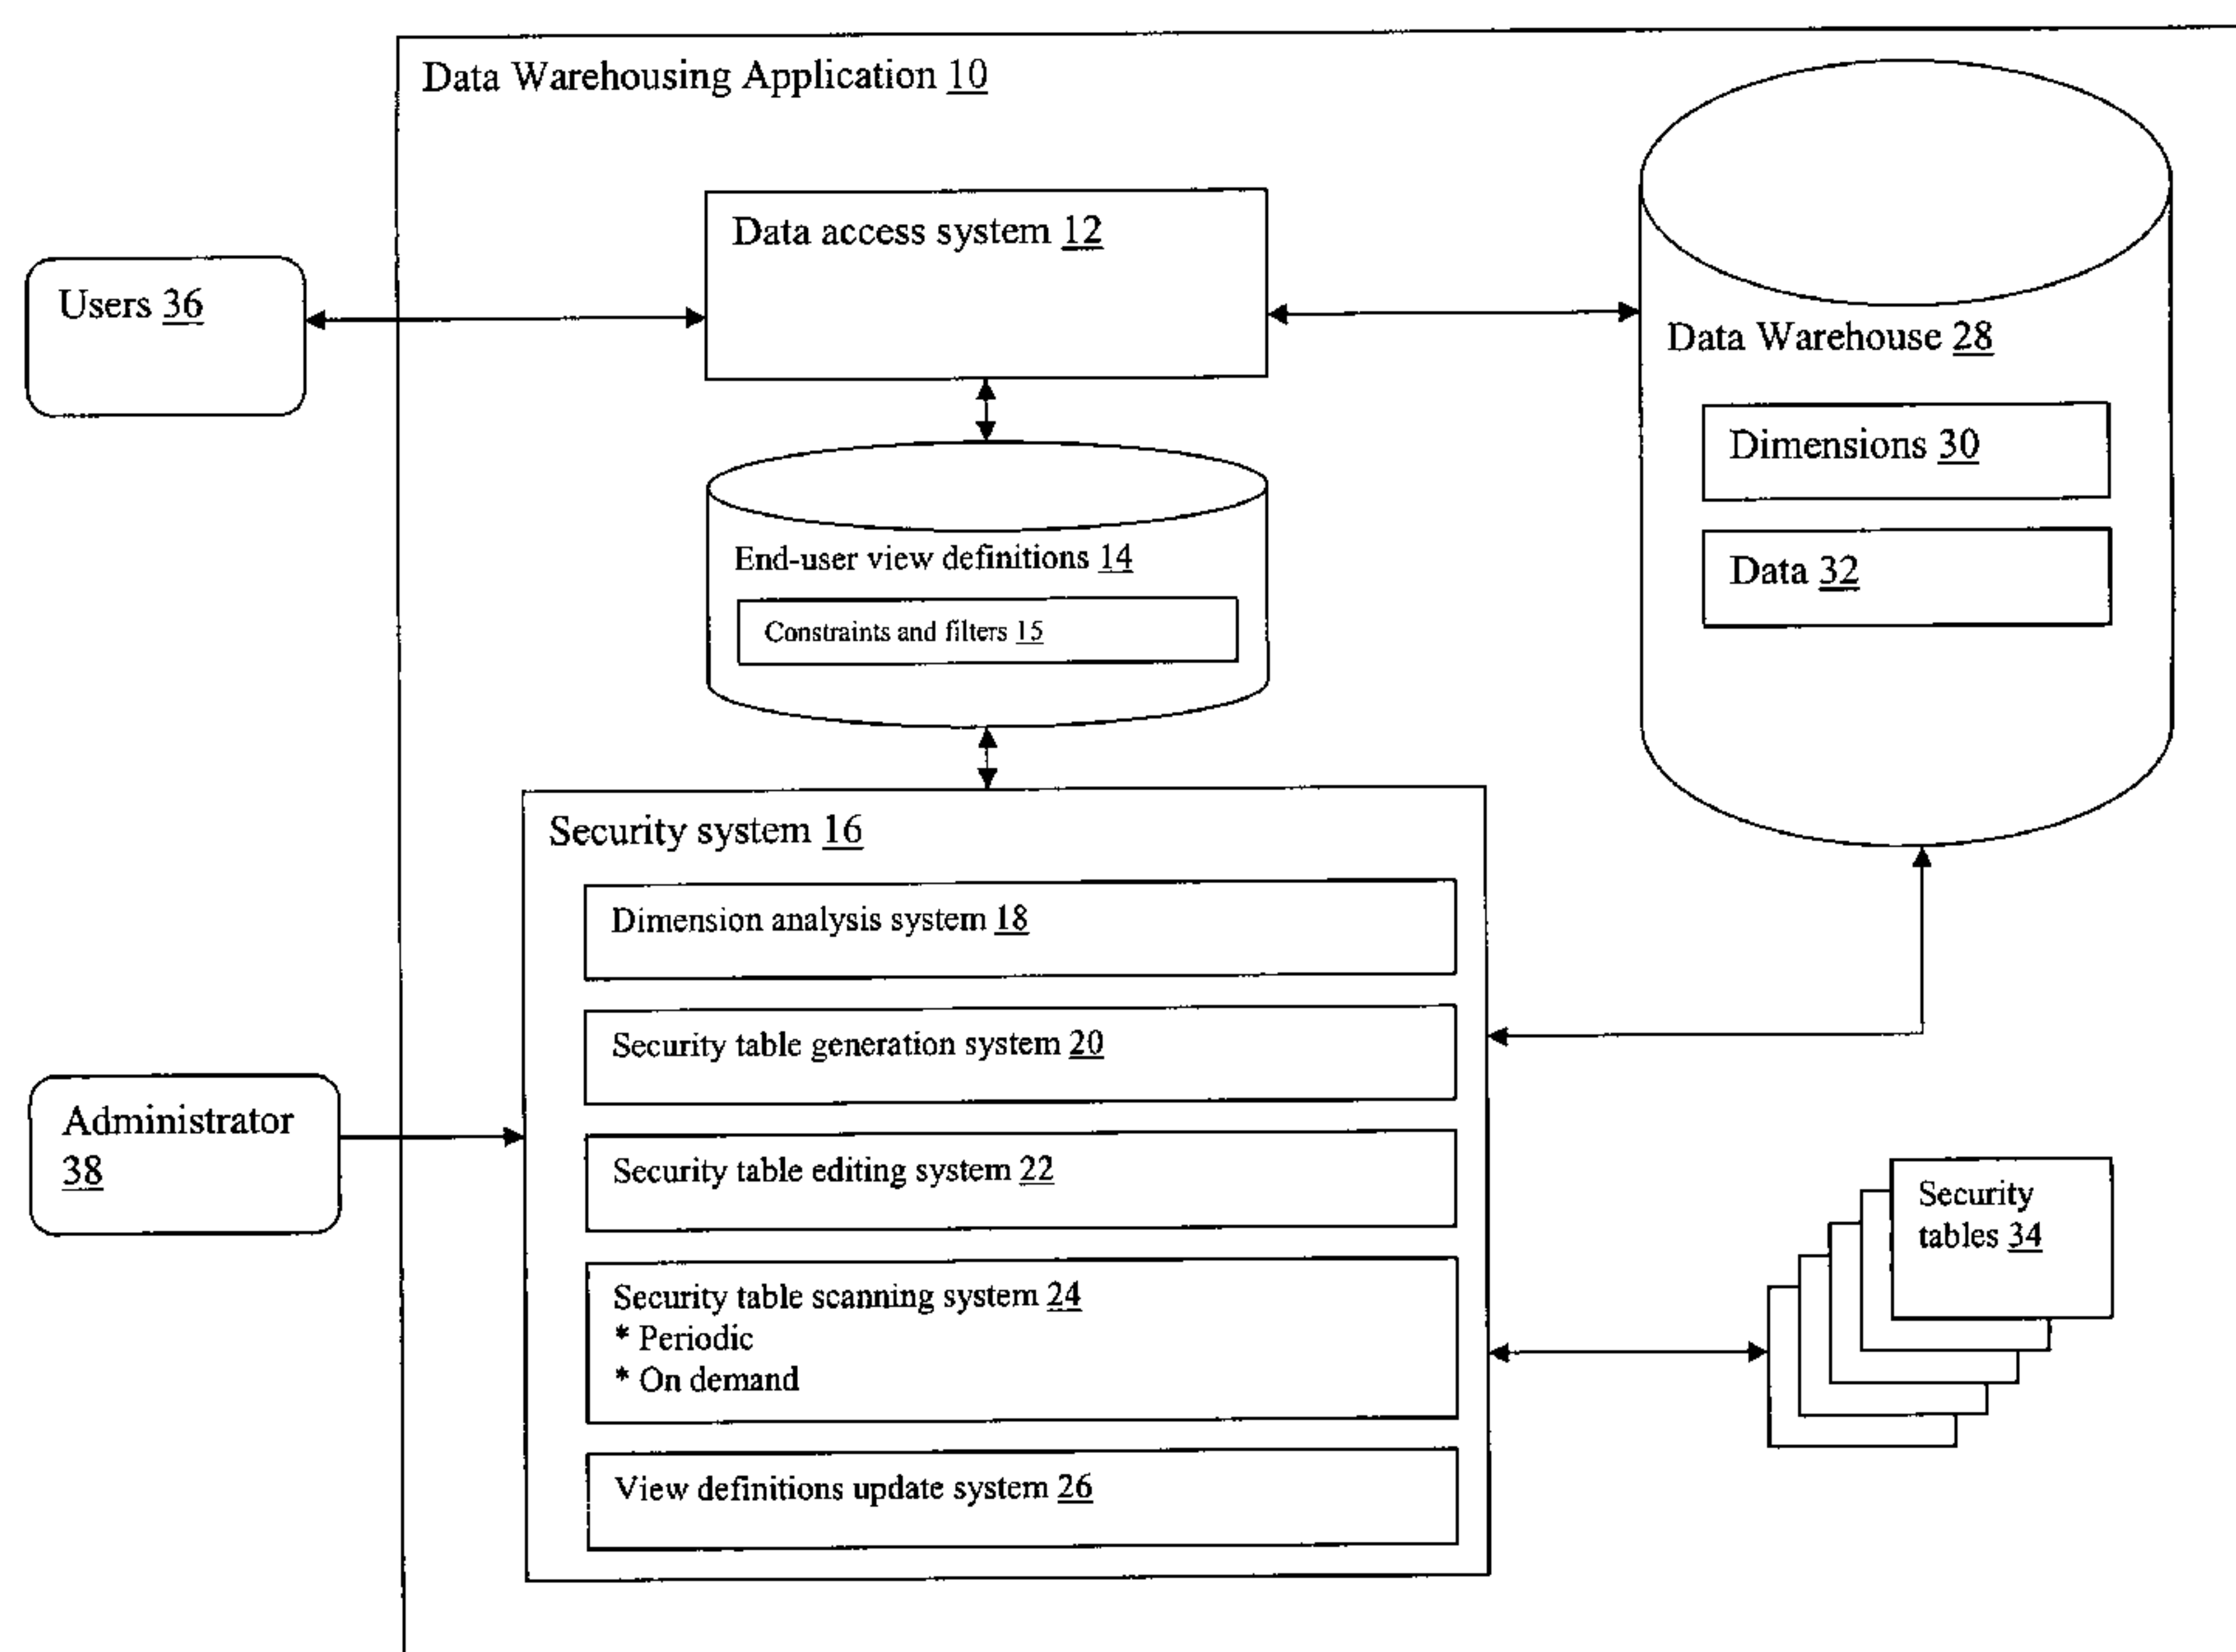 Data Warehousing Application 10
Data access system 12
Users 36
Data Warehouse 28
Dimensions 30
Data 32
End-user view definitions 14
Constraints and filters 15
Security system 16
Dimension analysis system 18
Security table generation system 20
Administrator
38
Security table editing system 22
Security
tables 34
Security table scanning system 24
* Periodic
* On demand
View definitions update system 26